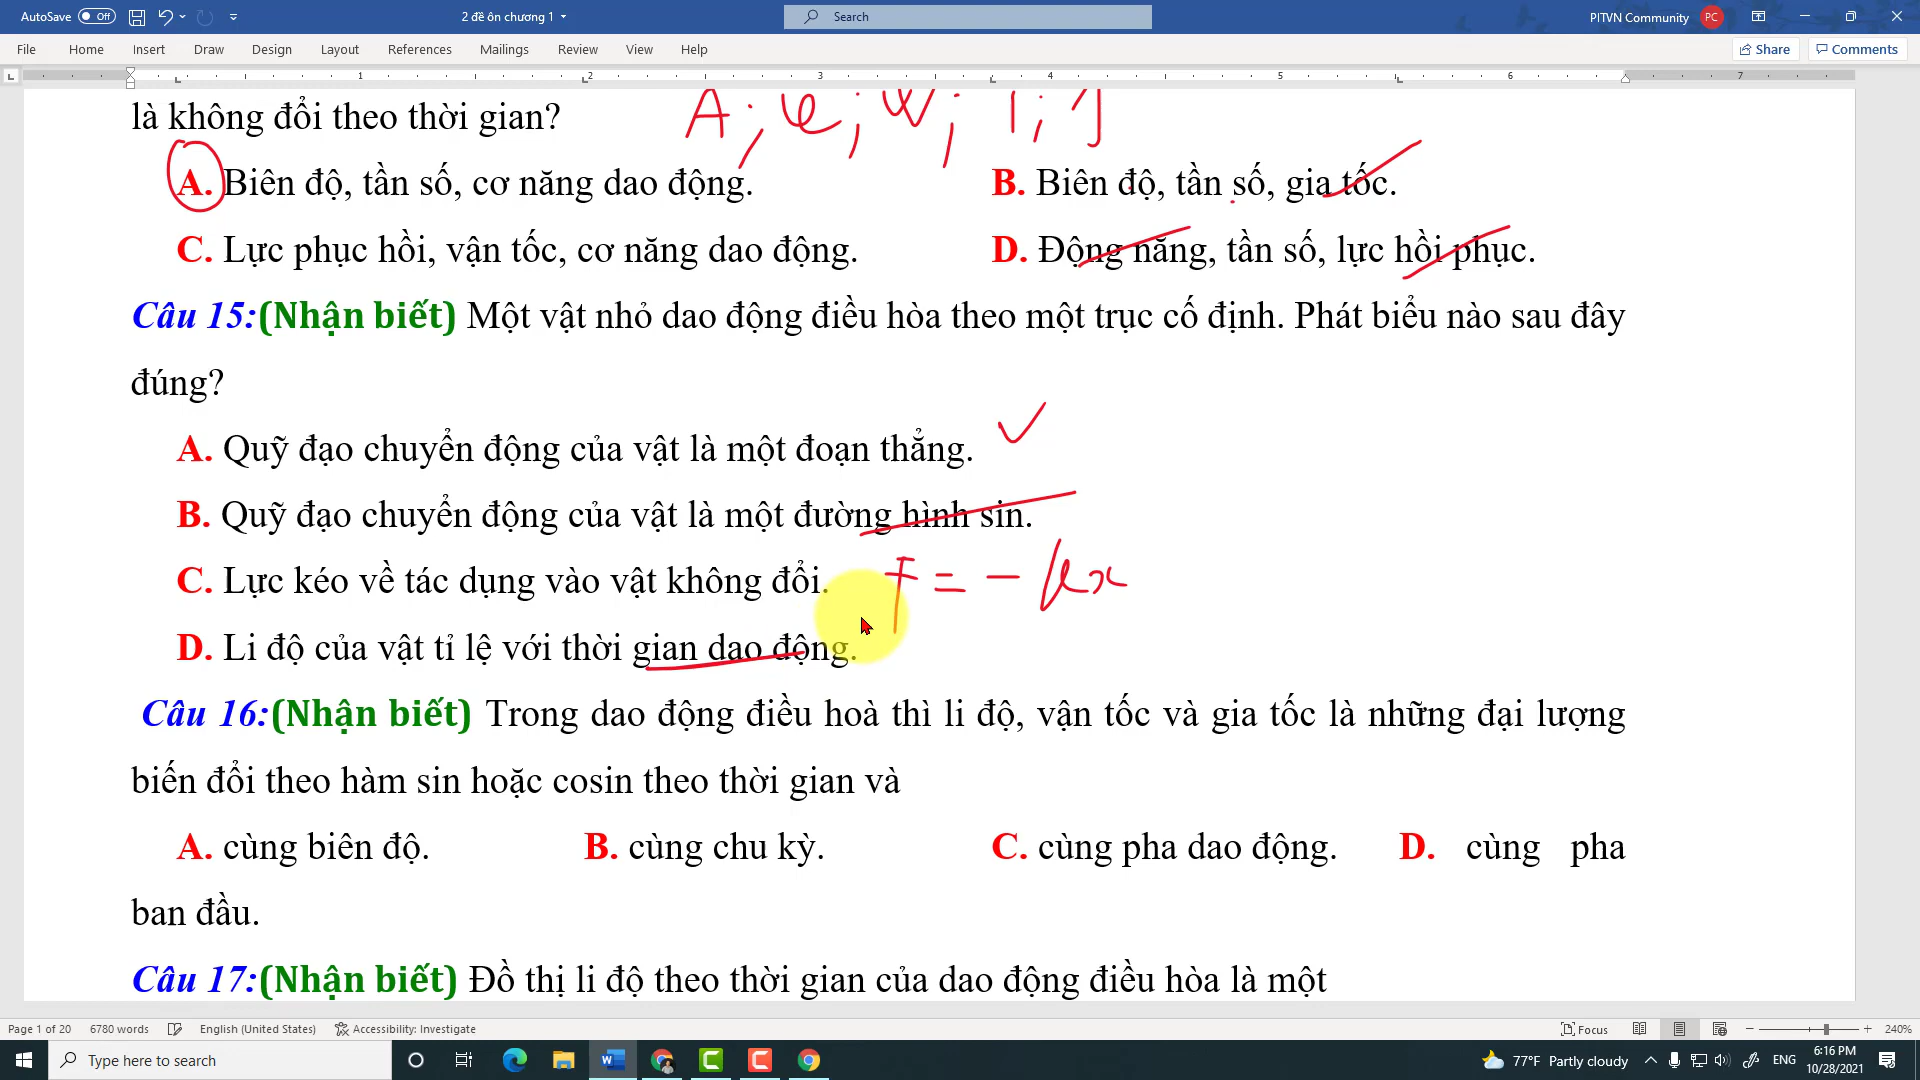 AutoSave Off 2 đề ôn chương 1 Search PITVN Community PC
File Home Insert Draw Design Layout References Mailings Review View Help Share Comments
1 2 3 4 5 6 7
là không đổi theo thời gian? A; φ; W; T; f
A. Biên độ, tần số, cơ năng dao động. B. Biên độ, tần số, gia tốc.
C. Lực phục hồi, vận tốc, cơ năng dao động. D. Động năng, tần số, lực hồi phục.
Câu 15:(Nhận biết) Một vật nhỏ dao động điều hòa theo một trục cố định. Phát biểu nào sau đây
đúng?
A. Quỹ đạo chuyển động của vật là một đoạn thẳng.
B. Quỹ đạo chuyển động của vật là một đường hình sin.
C. Lực kéo về tác dụng vào vật không đổi. F = - kx
D. Li độ của vật tỉ lệ với thời gian dao động.
Câu 16:(Nhận biết) Trong dao động điều hoà thì li độ, vận tốc và gia tốc là những đại lượng
biến đổi theo hàm sin hoặc cosin theo thời gian và
A. cùng biên độ. B. cùng chu kỳ. C. cùng pha dao động. D. cùng pha
ban đầu.
Câu 17:(Nhận biết) Đồ thị li độ theo thời gian của dao động điều hòa là một
Page 1 of 20 6780 words English (United States) Accessibility: Investigate Focus 240%
Type here to search 77°F Partly cloudy ENG 6:16 PM
10/28/2021